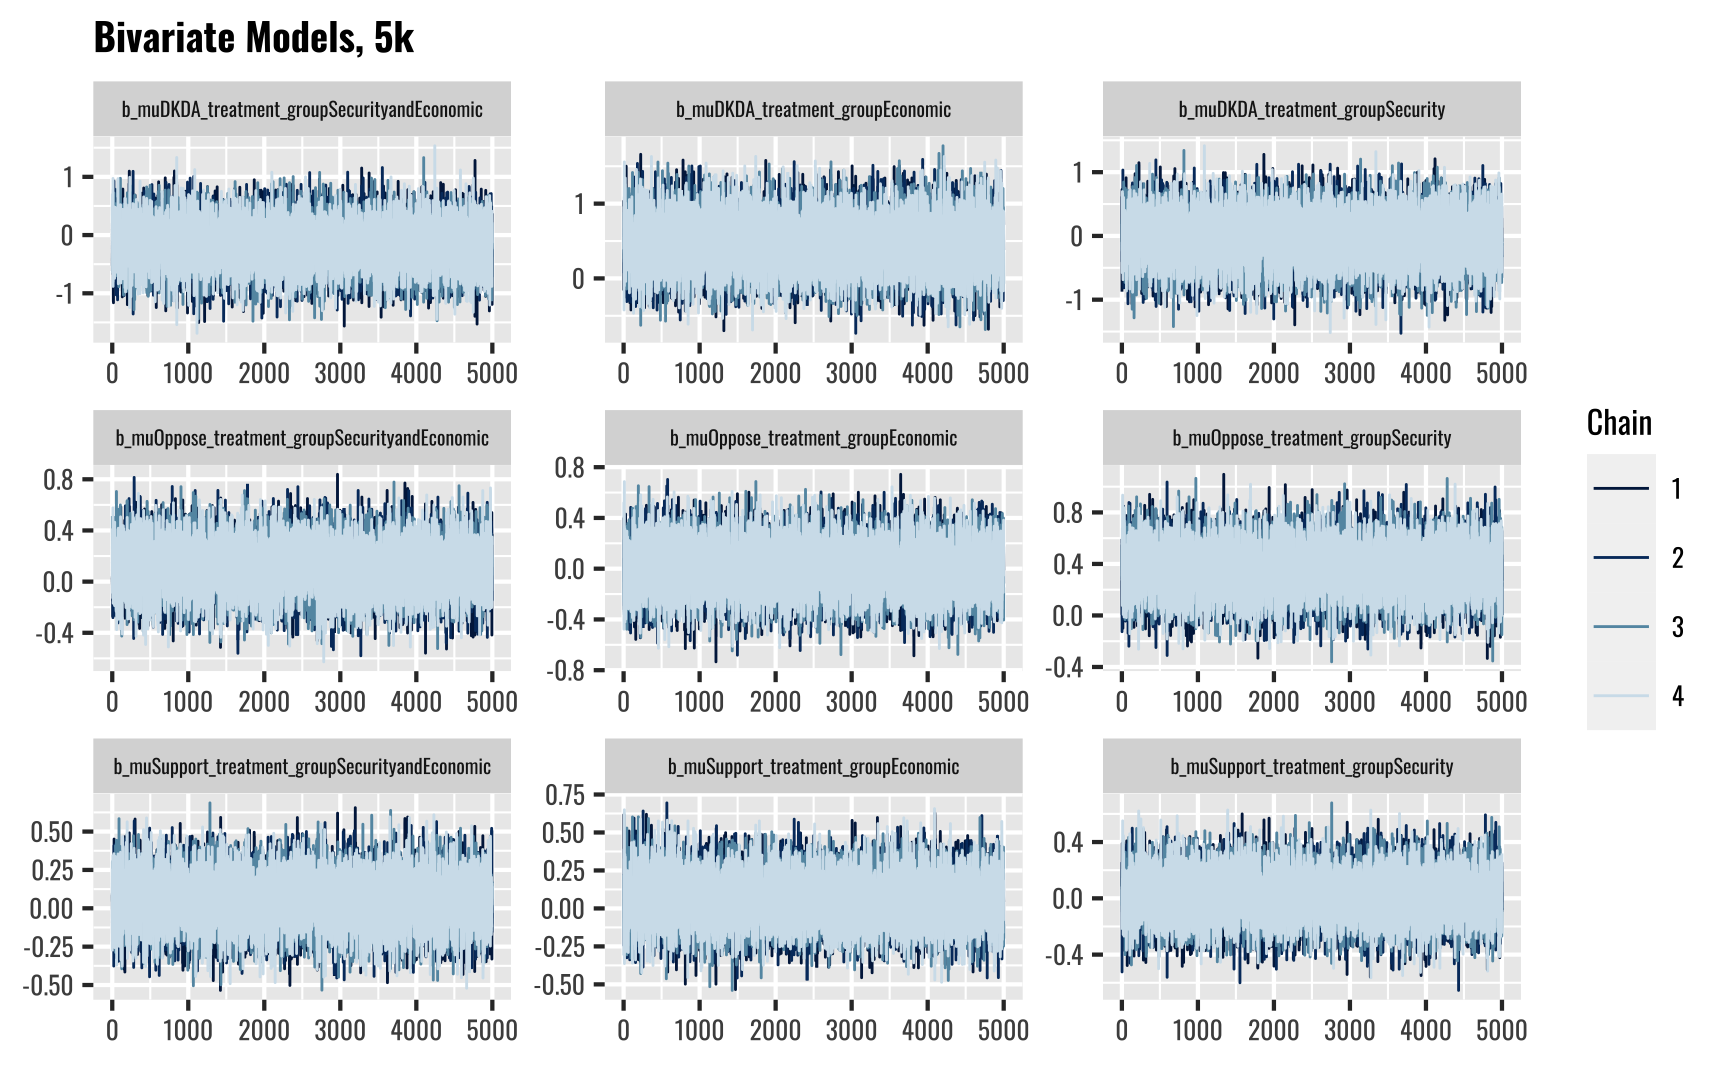 Bivariate Models, 5k
b_muDKDA_treatment_groupSecurityandEconomic
1
0
-1
0 1000 2000 3000 4000 5000
b_muDKDA_treatment_groupEconomic
1
0
0 1000 2000 3000 4000 5000
b_muDKDA_treatment_groupSecurity
1
0
-1
0 1000 2000 3000 4000 5000
b_muOppose_treatment_groupSecurityandEconomic
0.8
0.4
0.0
-0.4
0 1000 2000 3000 4000 5000
b_muOppose_treatment_groupEconomic
0.8
0.4
0.0
-0.4
-0.8
0 1000 2000 3000 4000 5000
b_muOppose_treatment_groupSecurity
0.8
0.4
0.0
-0.4
0 1000 2000 3000 4000 5000
b_muSupport_treatment_groupSecurityandEconomic
0.50
0.25
0.00
-0.25
-0.50
0 1000 2000 3000 4000 5000
b_muSupport_treatment_groupEconomic
0.75
0.50
0.25
0.00
-0.25
-0.50
0 1000 2000 3000 4000 5000
b_muSupport_treatment_groupSecurity
0.4
0.0
-0.4
0 1000 2000 3000 4000 5000
Chain
1
2
3
4